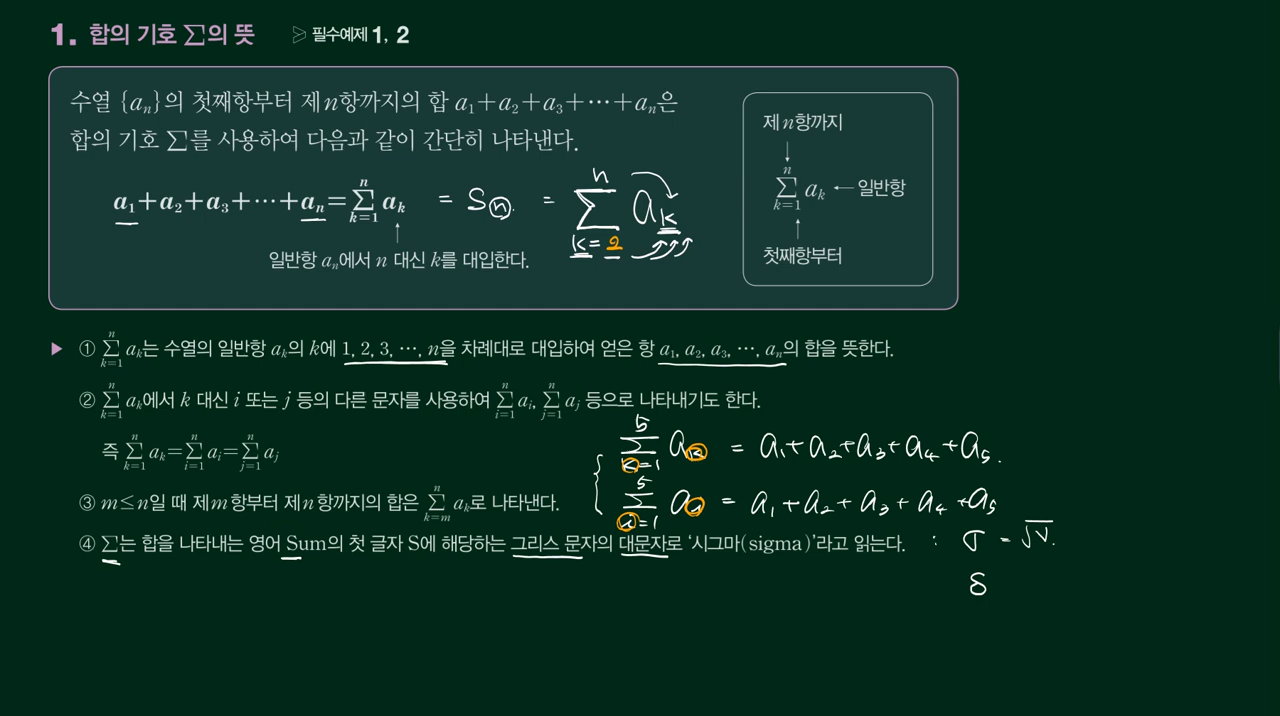 1. 합의 기호 ∑의 뜻 ▷ 필수예제 1, 2
수열 {aₙ}의 첫째항부터 제n항까지의 합 a₁+a₂+a₃+⋯+aₙ은
합의 기호 ∑를 사용하여 다음과 같이 간단히 나타낸다.
n
a₁+a₂+a₃+⋯+aₙ=∑aₖ = Sₙ. = ∑aₖ
k=1 k=2
일반항 aₙ에서 n 대신 k를 대입한다.
제n항까지
n
∑aₖ ← 일반항
k=1
첫째항부터
▶ ① ∑ₖ₌₁ⁿ aₖ는 수열의 일반항 aₖ의 k에 1, 2, 3, ⋯, n을 차례대로 대입하여 얻은 항 a₁, a₂, a₃, ⋯, aₙ의 합을 뜻한다.
② ∑ₖ₌₁ⁿ aₖ에서 k 대신 i 또는 j 등의 다른 문자를 사용하여 ∑ᵢ₌₁ⁿ aᵢ, ∑ⱼ₌₁ⁿ aⱼ 등으로 나타내기도 한다.
즉 ∑ₖ₌₁ⁿ aₖ=∑ᵢ₌₁ⁿ aᵢ=∑ⱼ₌₁ⁿ aⱼ
∑ₖ₌₁⁵ aₖ = a₁+a₂+a₃+a₄+a₅.
∑ᵢ₌₁⁵ aᵢ = a₁+a₂+a₃+a₄+a₅
③ m≤n일 때 제m항부터 제n항까지의 합은 ∑ₖ₌ₘⁿ aₖ로 나타낸다.
④ ∑는 합을 나타내는 영어 Sum의 첫 글자 S에 해당하는 그리스 문자의 대문자로 ‘시그마(sigma)’라고 읽는다. : σ = √V.